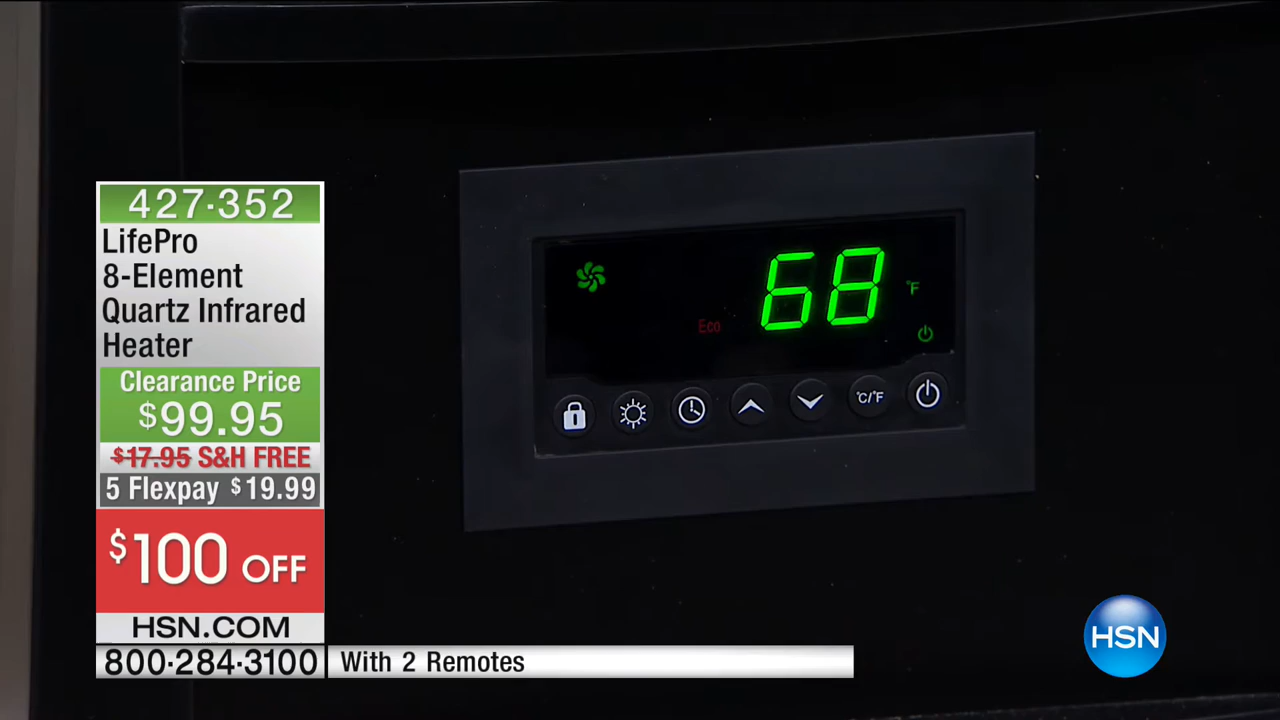 427·352
LifePro
8-Element
Quartz Infrared
Heater
Clearance Price
$99.95
$17.95 S&H FREE
5 Flexpay $19.99
$100 OFF
HSN.COM
800·284·3100
With 2 Remotes
68 °F
Eco
°C/°F
HSN